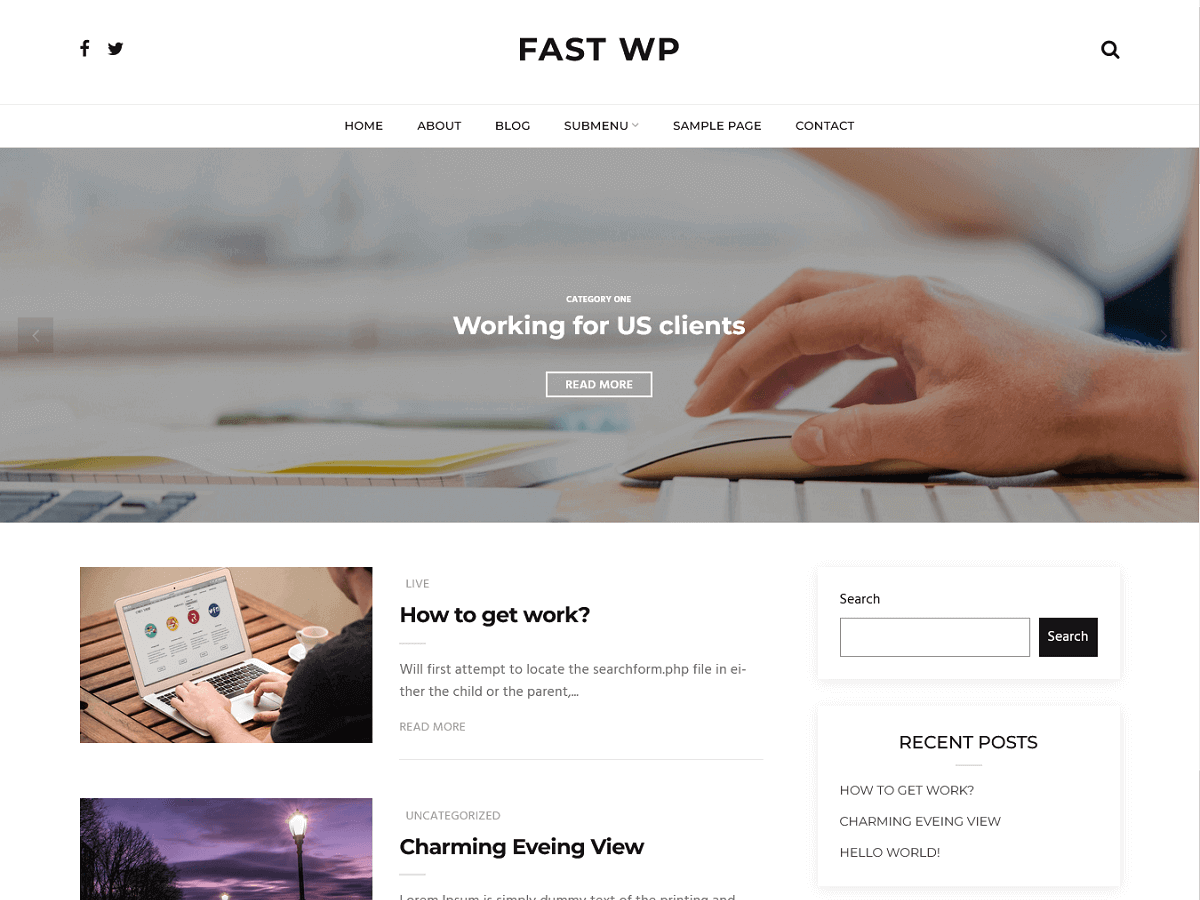 FAST WP
HOME
ABOUT
BLOG
SUBMENU
SAMPLE PAGE
CONTACT
CATEGORY ONE
Working for US clients
READ MORE
LIVE
How to get work?
Will first attempt to locate the searchform.php file in ei-
ther the child or the parent,...
READ MORE
UNCATEGORIZED
Charming Eveing View
Lorem Ipsum is simply dummy text of the printing and
Search
Search
RECENT POSTS
HOW TO GET WORK?
CHARMING EVEING VIEW
HELLO WORLD!